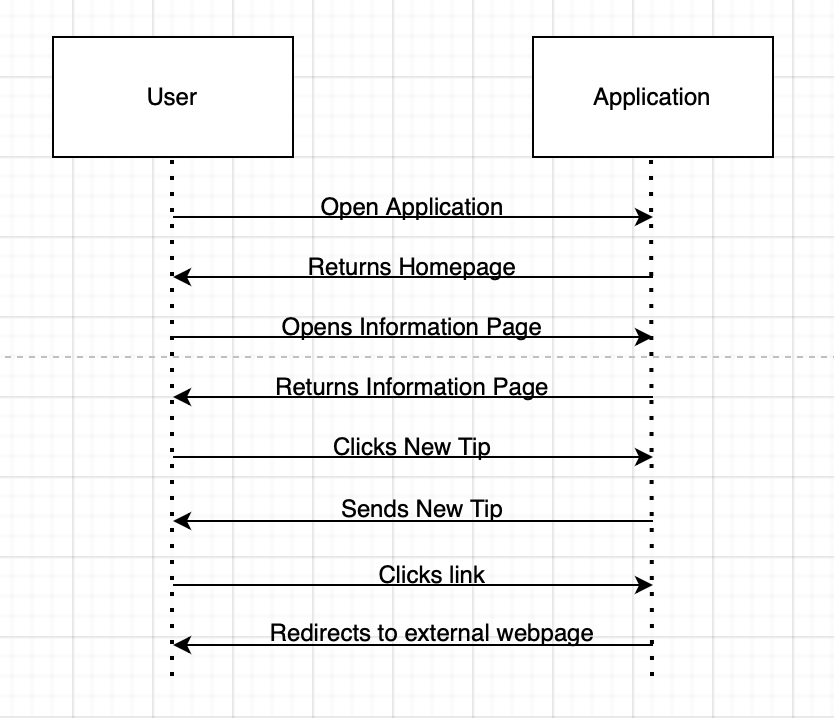 User
Application
Open Application
Returns Homepage
Opens Information Page
Returns Information Page
Clicks New Tip
Sends New Tip
Clicks link
Redirects to external webpage